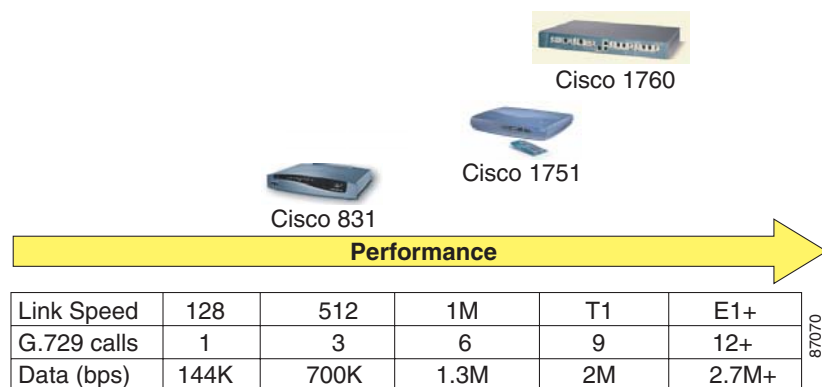 Cisco 1760
Cisco 1751
Cisco 831
Performance
Link Speed 128 512 1M T1 E1+
G.729 calls 1 3 6 9 12+
Data (bps) 144K 700K 1.3M 2M 2.7M+
87070